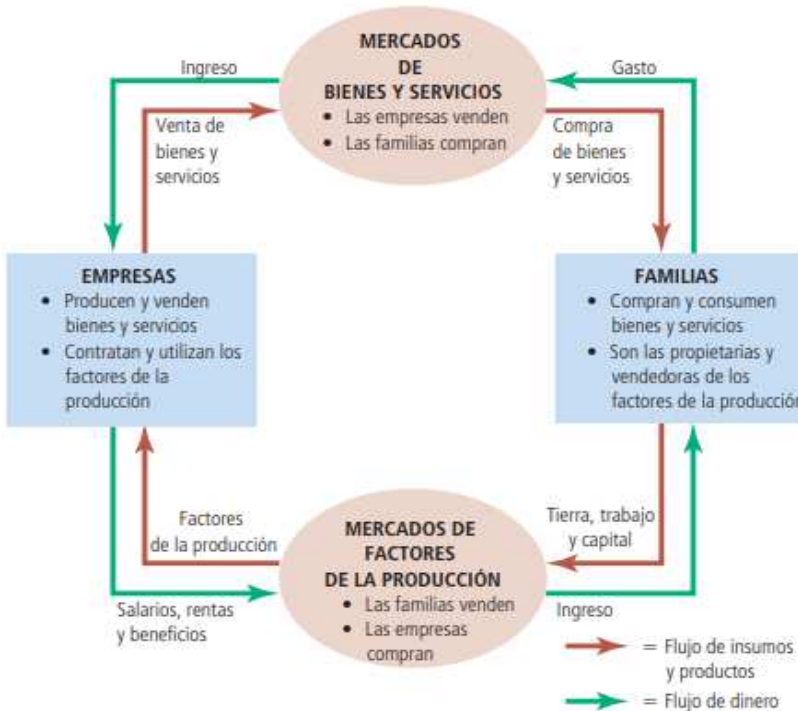 MERCADOS
DE
BIENES Y SERVICIOS
• Las empresas venden
• Las familias compran
Ingreso
Gasto
Venta de
bienes y
servicios
Compra
de bienes
y servicios
EMPRESAS
• Producen y venden
bienes y servicios
• Contratan y utilizan los
factores de la
producción
FAMILIAS
• Compran y consumen
bienes y servicios
• Son las propietarias y
vendedoras de los
factores de la producción
Factores
de la producción
Tierra, trabajo
y capital
MERCADOS DE
FACTORES
DE LA PRODUCCIÓN
• Las familias venden
• Las empresas
compran
Salarios, rentas
y beneficios
Ingreso
= Flujo de insumos
y productos
= Flujo de dinero